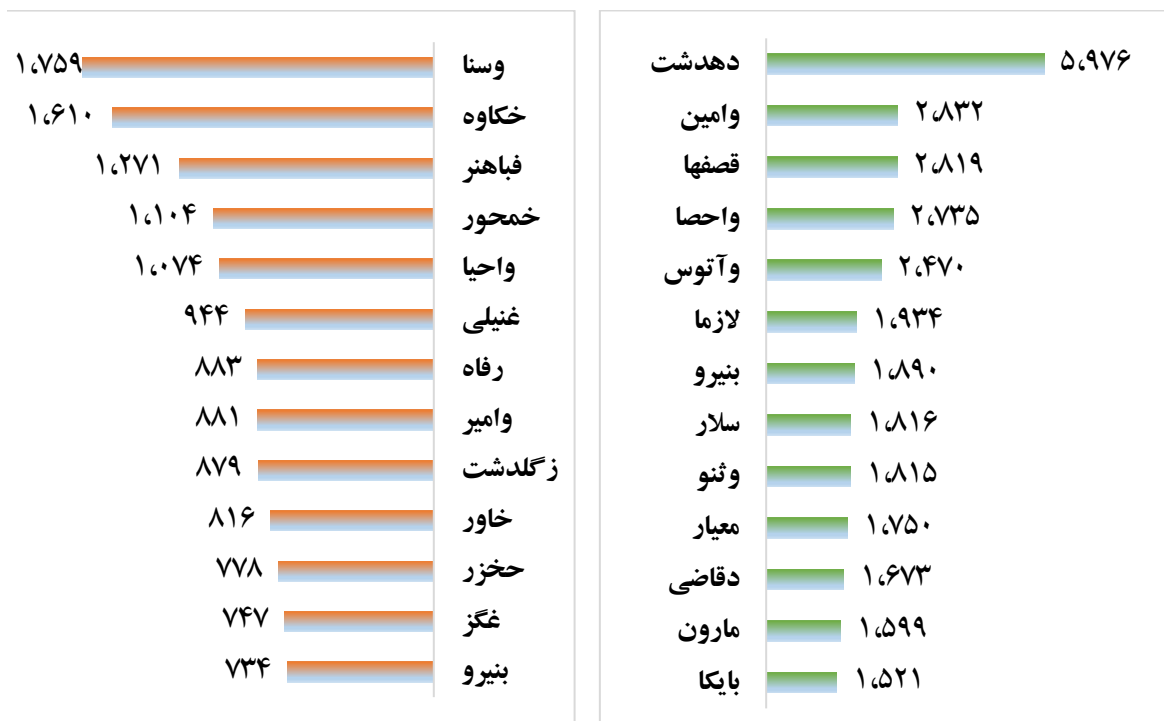 دهدشت ۵،۹۷۶
وامین ۲،۸۳۲
قصفها ۲،۸۱۹
واحصا ۲،۷۳۵
وآتوس ۲،۴۷۰
لازما ۱،۹۳۴
بنیرو ۱،۸۹۰
سلار ۱،۸۱۶
وثنو ۱،۸۱۵
معیار ۱،۷۵۰
دقاضی ۱،۶۷۳
مارون ۱،۵۹۹
بایکا ۱،۵۲۱
وسنا ۱،۷۵۹
خکاوه ۱،۶۱۰
فباهنر ۱،۲۷۱
خمحور ۱،۱۰۴
واحیا ۱،۰۷۴
غنیلی ۹۴۴
رفاه ۸۸۳
وامیر ۸۸۱
زگلدشت ۸۷۹
خاور ۸۱۶
حخزر ۷۷۸
غگز ۷۴۷
بنیرو ۷۳۴